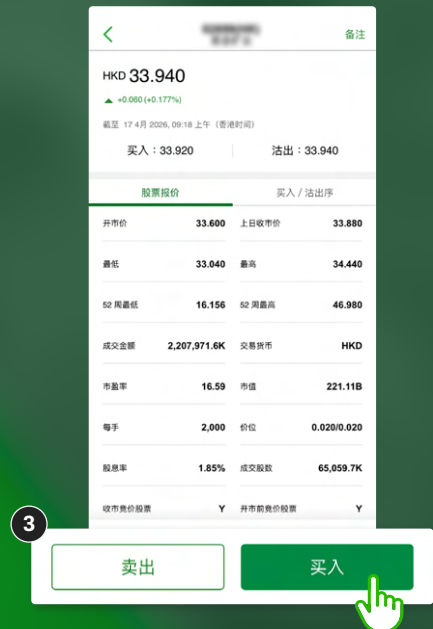 备注
HKD 33.940
+0.060 (+0.177%)
截至 17 4月 2026, 09:18 上午 (香港时间)
买入：33.920 沽出：33.940
股票报价 买入 / 沽出序
开市价 33.600 上日收市价 33.880
最低 33.040 最高 34.440
52 周最低 16.156 52 周最高 46.980
成交金额 2,207,971.6K 交易货币 HKD
市盈率 16.59 市值 221.11B
每手 2,000 价位 0.020/0.020
股息率 1.85% 成交股数 65,059.7K
收市竞价股票 Y 开市前竞价股票 Y
3
卖出 买入